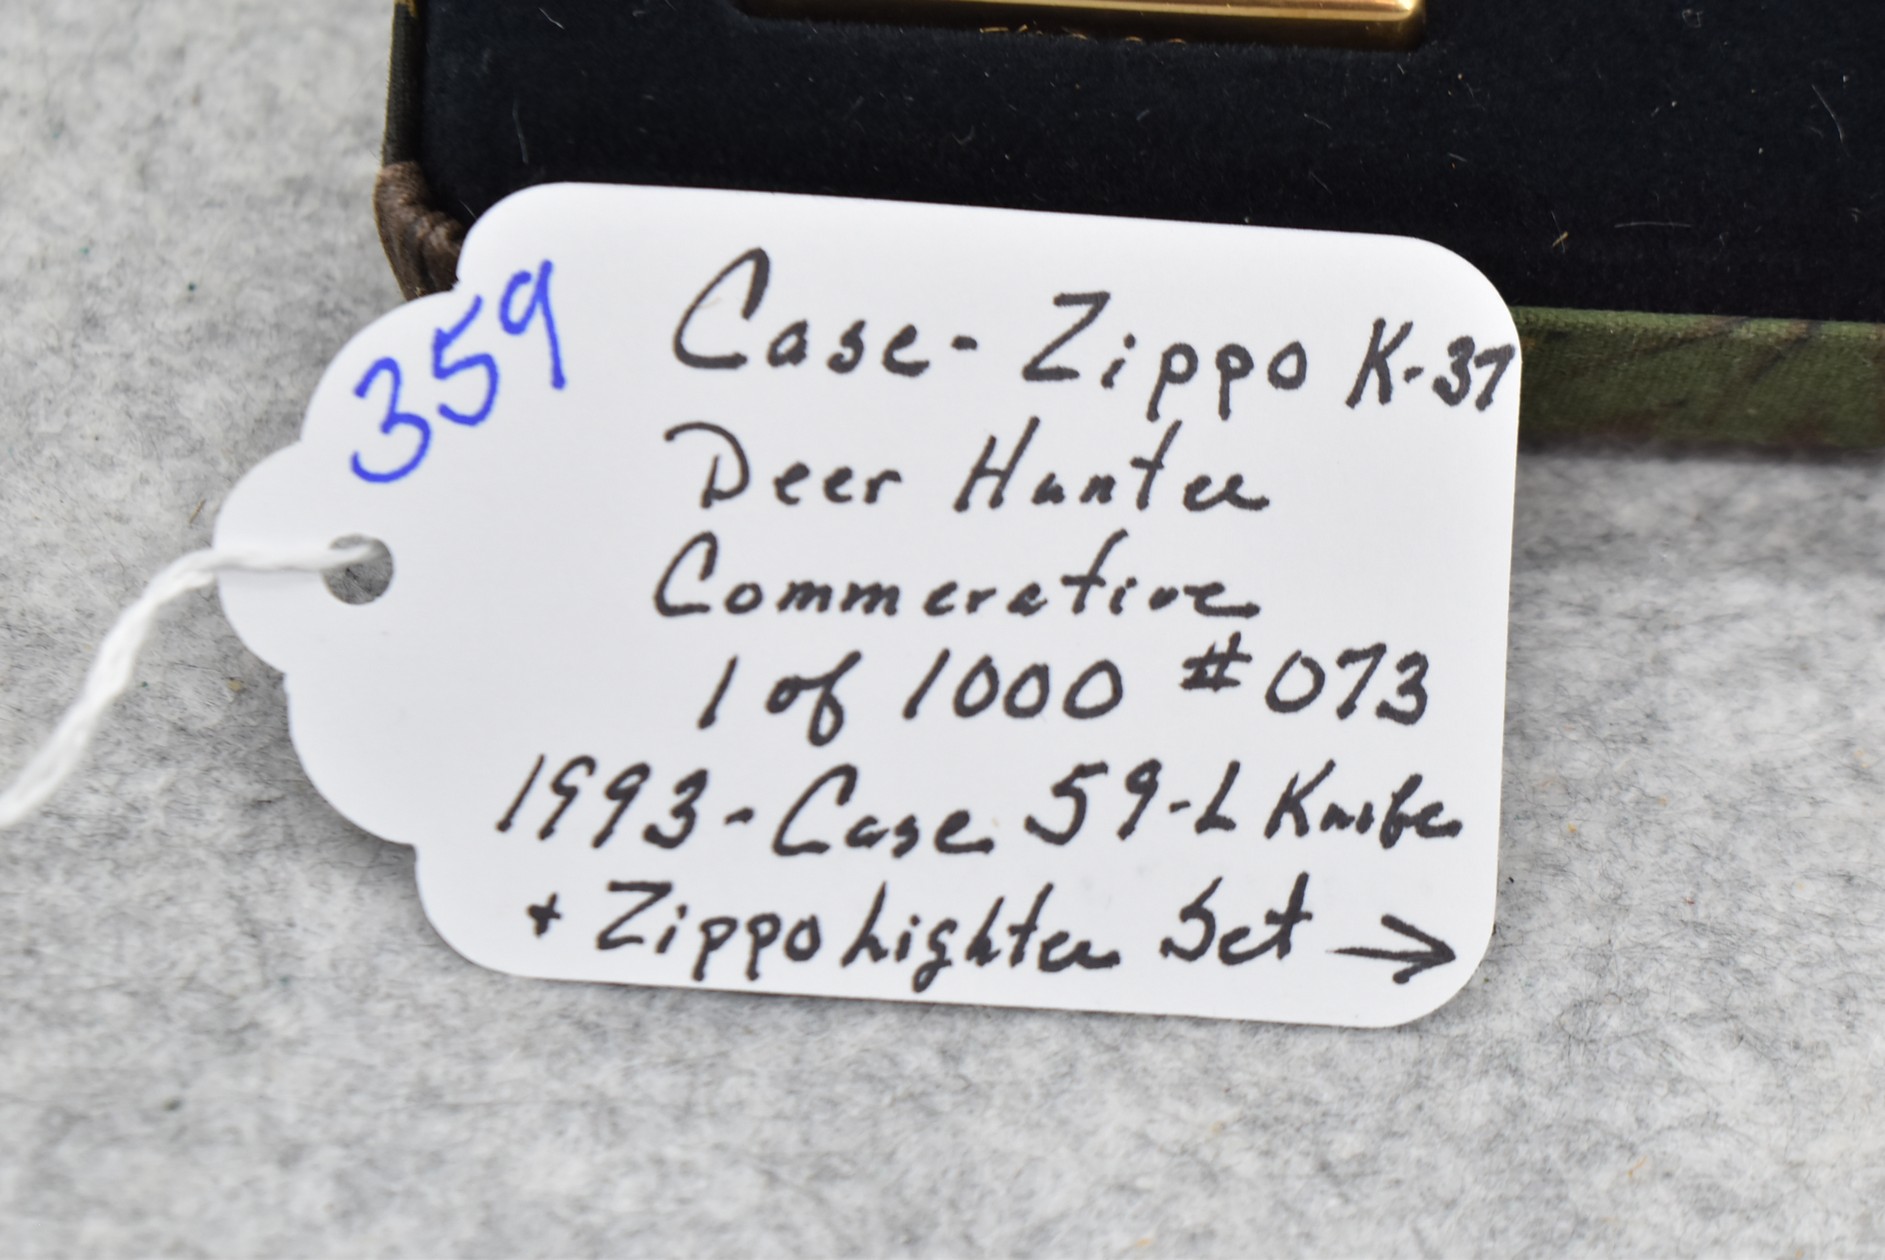 359
Case - Zippo K-37
Deer Hunter
Commerative
1 of 1000 #073
1993 - Case 59-L Knife
+ Zippo Lighter Set →